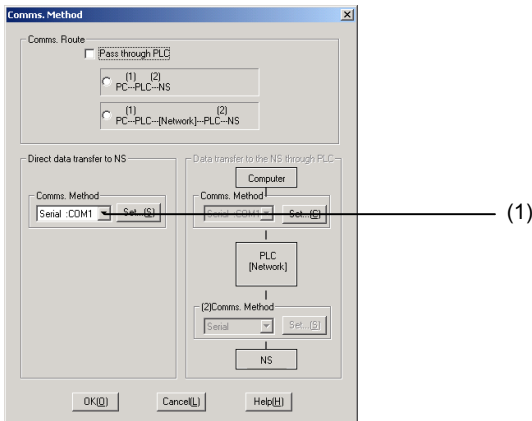 Comms. Method
Comms. Route
Pass through PLC
(1) (2)
PC---PLC---NS
(1) (2)
PC---PLC---[Network]---PLC---NS
Direct data transfer to NS
Comms. Method
Serial :COM1 Set...(S)
Data transfer to the NS through PLC
Computer
Comms. Method
Serial :COM1 Set...(C)
PLC
[Network]
(2)Comms. Method
Serial Set...(S)
NS
(1)
OK(O) Cancel(L) Help(H)